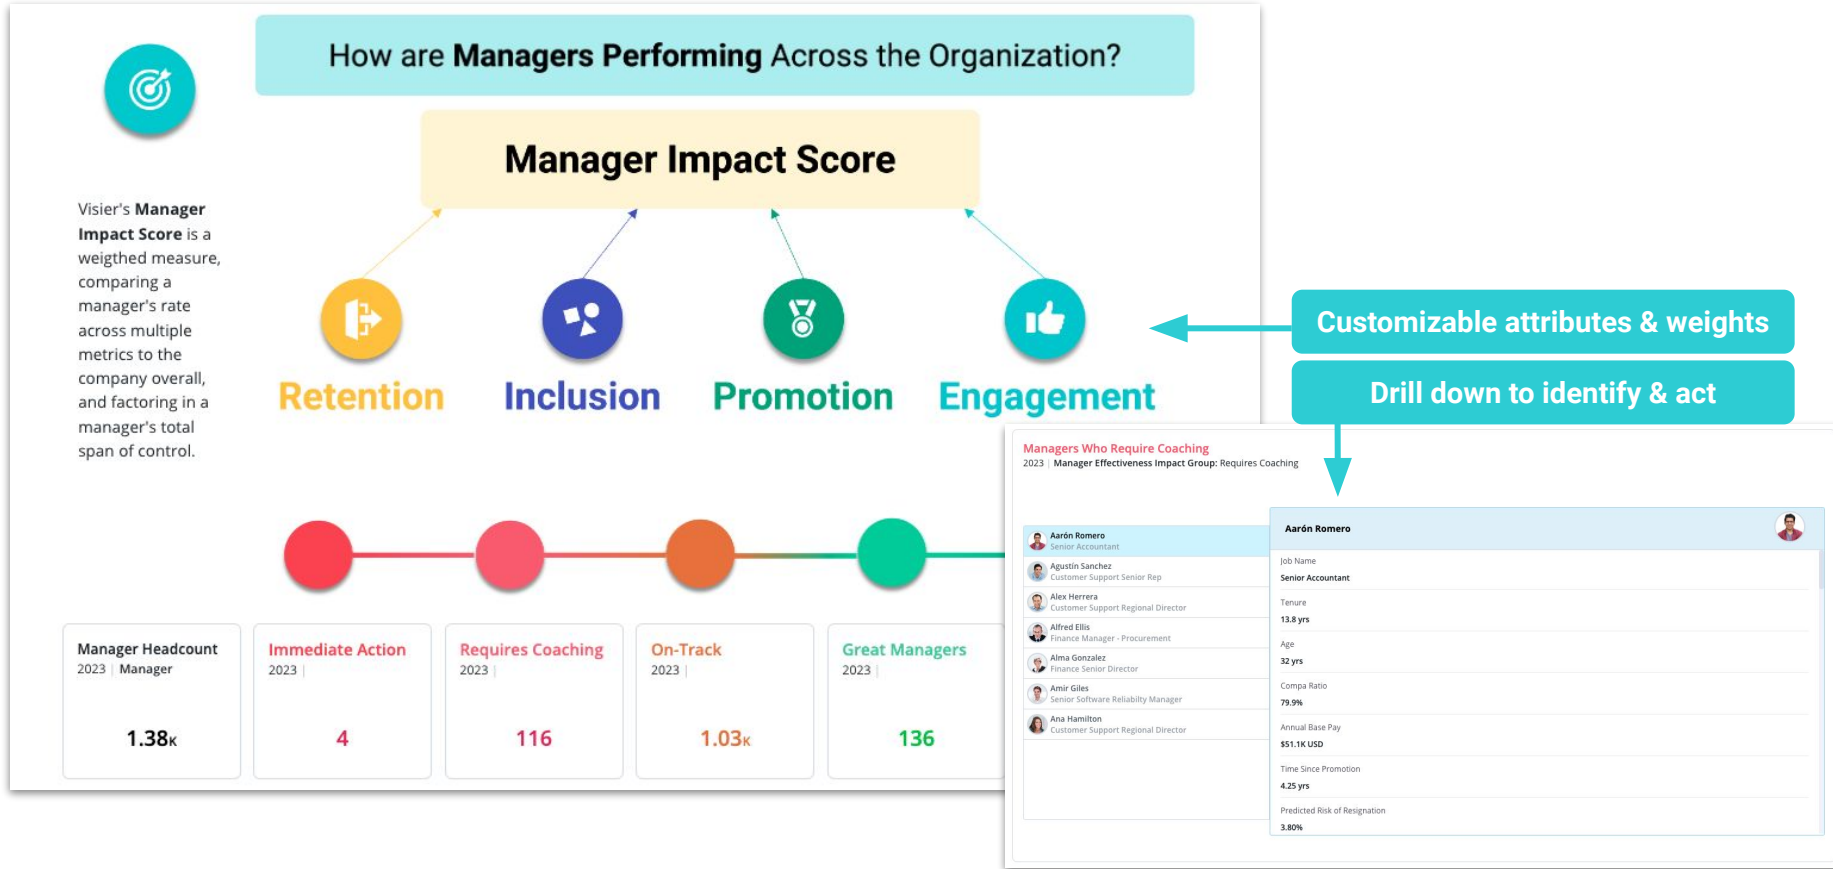 How are Managers Performing Across the Organization?
Manager Impact Score
Visier's Manager
Impact Score is a
weigthed measure,
comparing a
manager's rate
across multiple
metrics to the
company overall,
and factoring in a
manager's total
span of control.
Retention
Inclusion
Promotion
Engagement
Customizable attributes & weights
Drill down to identify & act
Manager Headcount
2023 | Manager
1.38K
Immediate Action
2023 |
4
Requires Coaching
2023 |
116
On-Track
2023 |
1.03K
Great Managers
2023 |
136
Managers Who Require Coaching
2023 | Manager Effectiveness Impact Group: Requires Coaching
Aarón Romero
Senior Accountant
Agustín Sanchez
Customer Support Senior Rep
Alex Herrera
Customer Support Regional Director
Alfred Ellis
Finance Manager - Procurement
Alma Gonzalez
Finance Senior Director
Amir Giles
Senior Software Reliabilty Manager
Ana Hamilton
Customer Support Regional Director
Aarón Romero
Job Name
Senior Accountant
Tenure
13.8 yrs
Age
32 yrs
Compa Ratio
79.9%
Annual Base Pay
$51.1K USD
Time Since Promotion
4.25 yrs
Predicted Risk of Resignation
3.80%